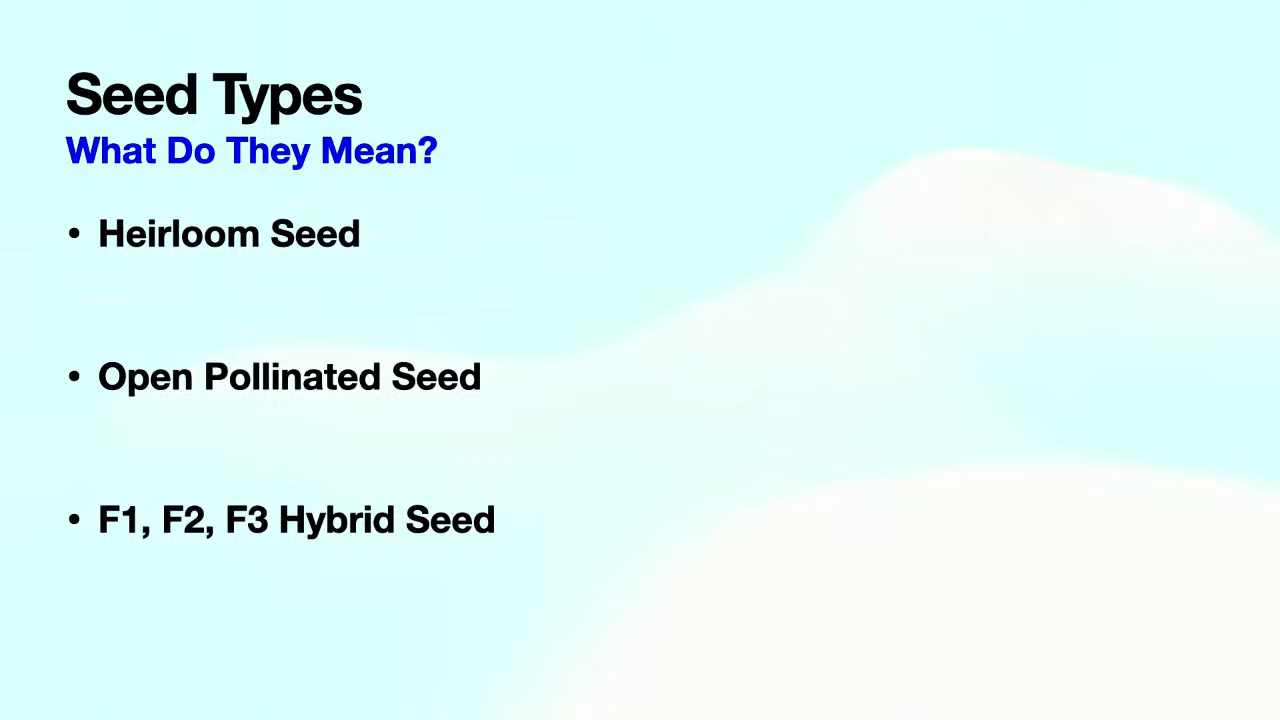 Seed Types
What Do They Mean?
• Heirloom Seed
• Open Pollinated Seed
• F1, F2, F3 Hybrid Seed